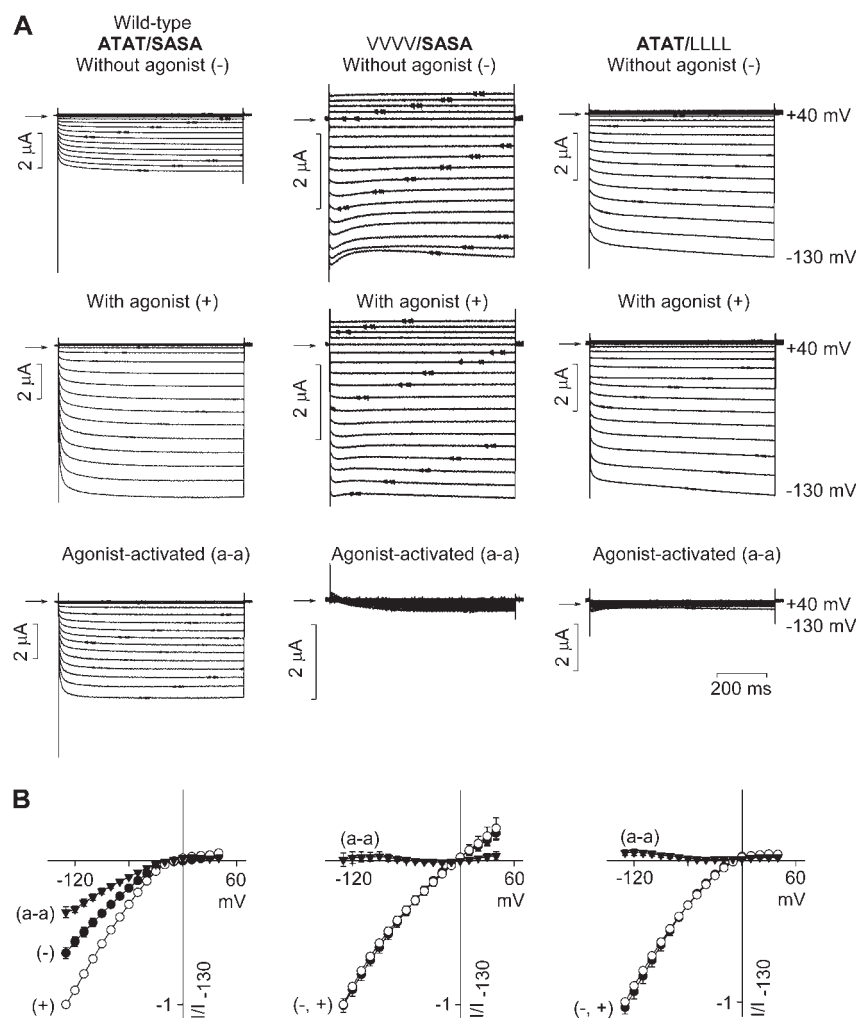 A
Wild-type
ATAT/SASA
Without agonist (-)
VVVV/SASA
Without agonist (-)
ATAT/LLLL
Without agonist (-)
2 µA
2 µA
2 µA
+40 mV
-130 mV
With agonist (+)
With agonist (+)
With agonist (+)
2 µA
2 µA
2 µA
+40 mV
-130 mV
Agonist-activated (a-a)
Agonist-activated (a-a)
Agonist-activated (a-a)
2 µA
2 µA
2 µA
+40 mV
-130 mV
200 ms
B
-120
60
mV
(a-a)
(-)
(+)
-1
I/I -130
(a-a)
-120
60
mV
(-, +)
-1
I/I -130
(a-a)
-120
60
mV
(-, +)
-1
I/I -130